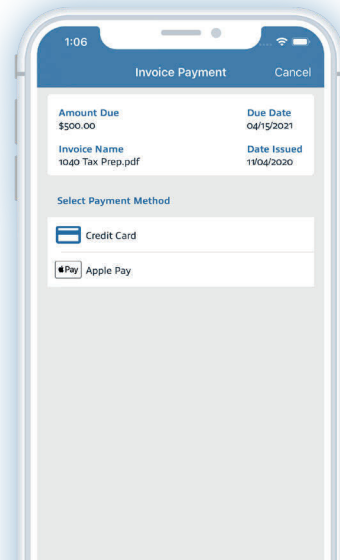 1:06
Invoice Payment Cancel
Amount Due Due Date
$500.00 04/15/2021
Invoice Name Date Issued
1040 Tax Prep.pdf 11/04/2020
Select Payment Method
Credit Card
Pay Apple Pay